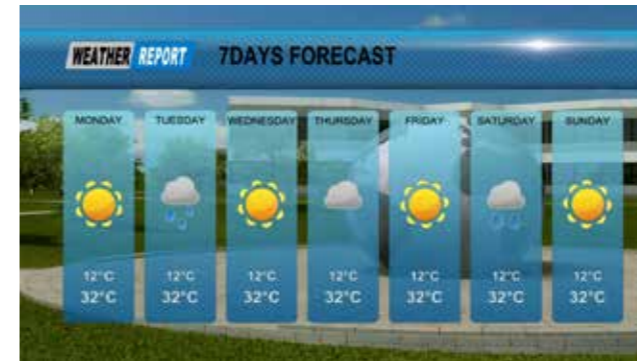 WEATHER REPORT 7DAYS FORECAST
MONDAY TUESDAY WEDNESDAY THURSDAY FRIDAY SATURDAY SUNDAY
12°C 12°C 12°C 12°C 12°C 12°C 12°C
32°C 32°C 32°C 32°C 32°C 32°C 32°C